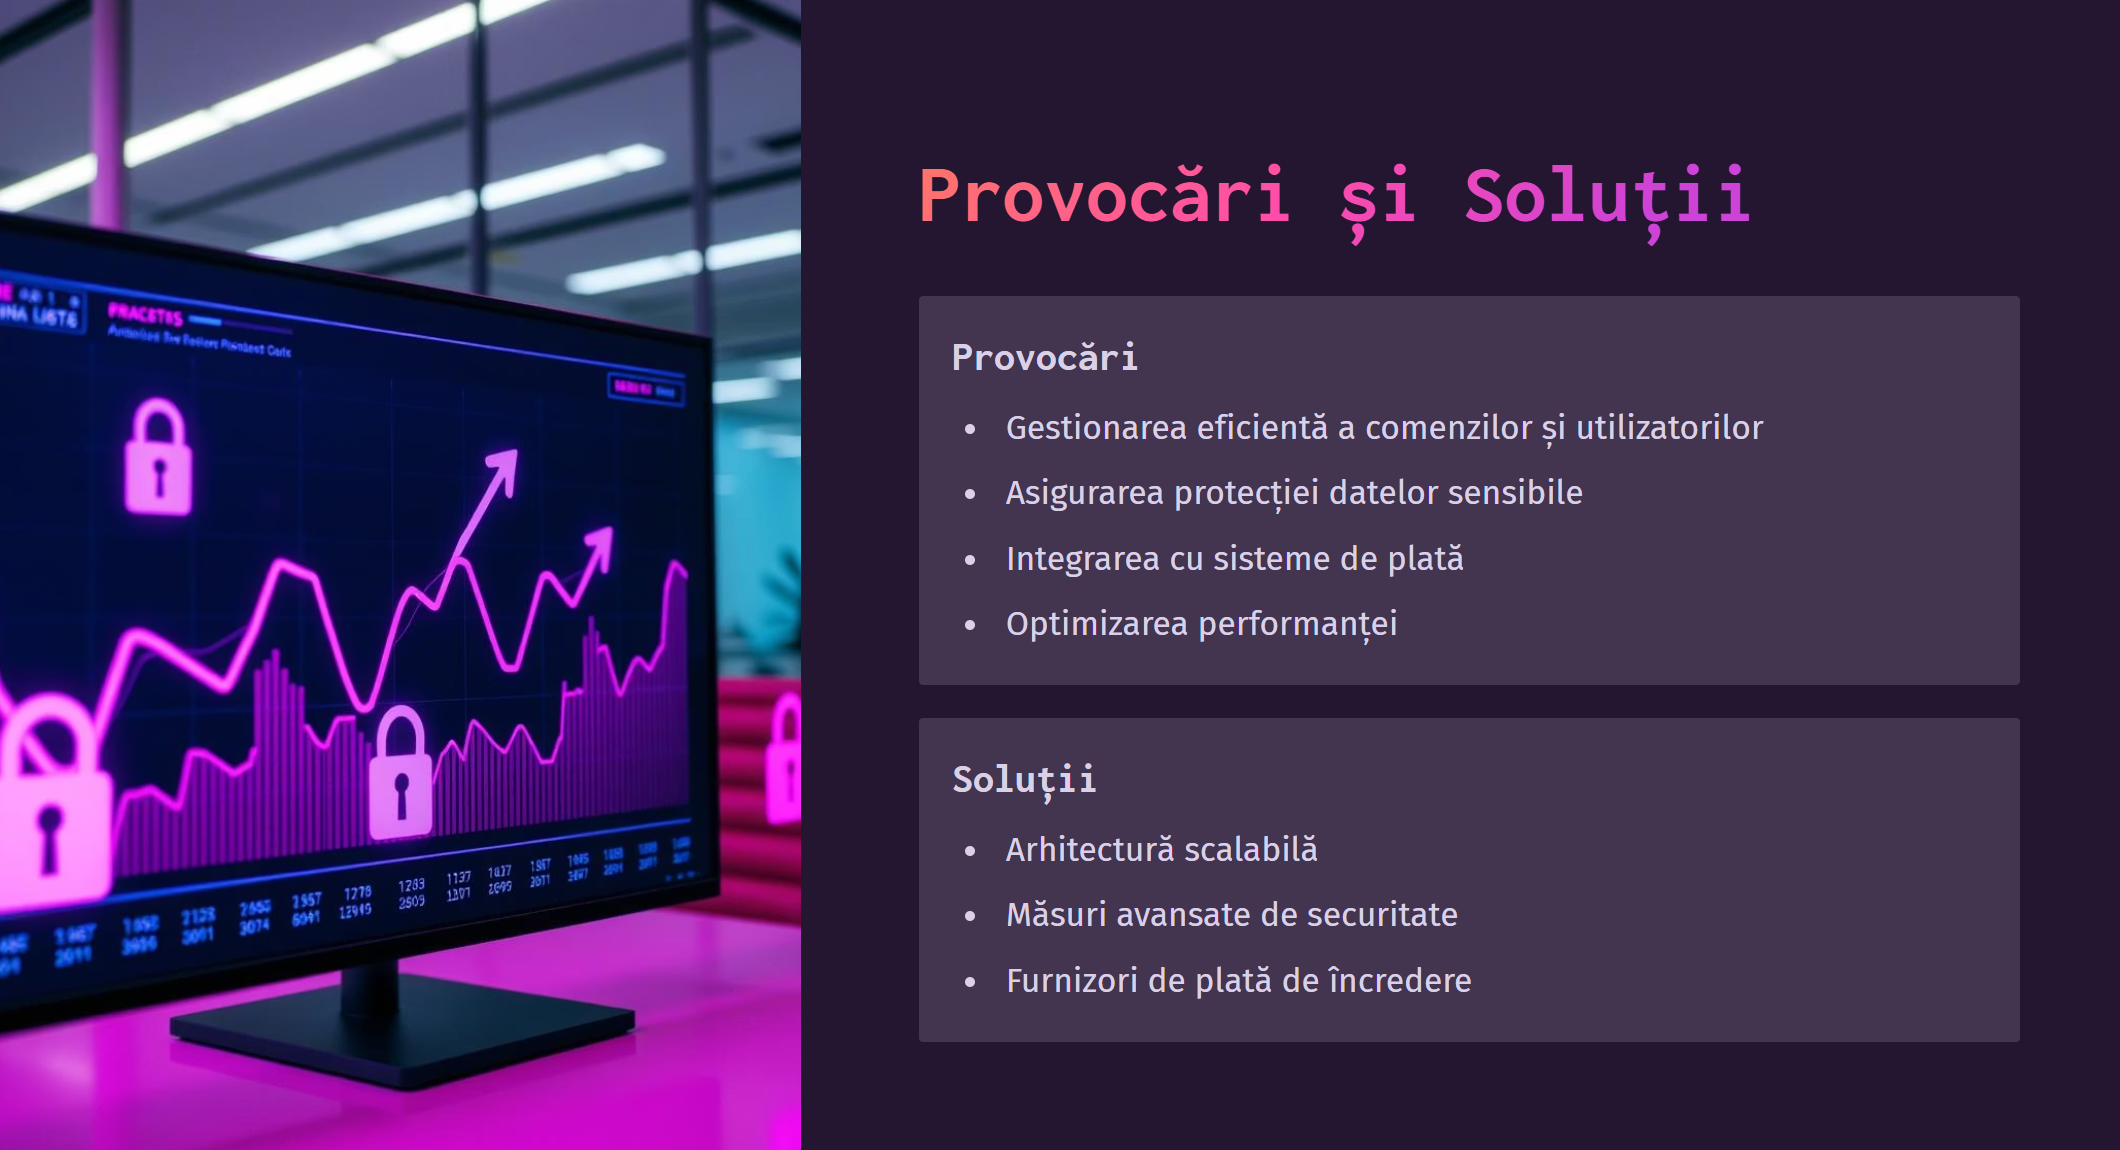 Provocări și Soluții
Provocări
• Gestionarea eficientă a comenzilor și utilizatorilor
• Asigurarea protecției datelor sensibile
• Integrarea cu sisteme de plată
• Optimizarea performanței
Soluții
• Arhitectură scalabilă
• Măsuri avansate de securitate
• Furnizori de plată de încredere